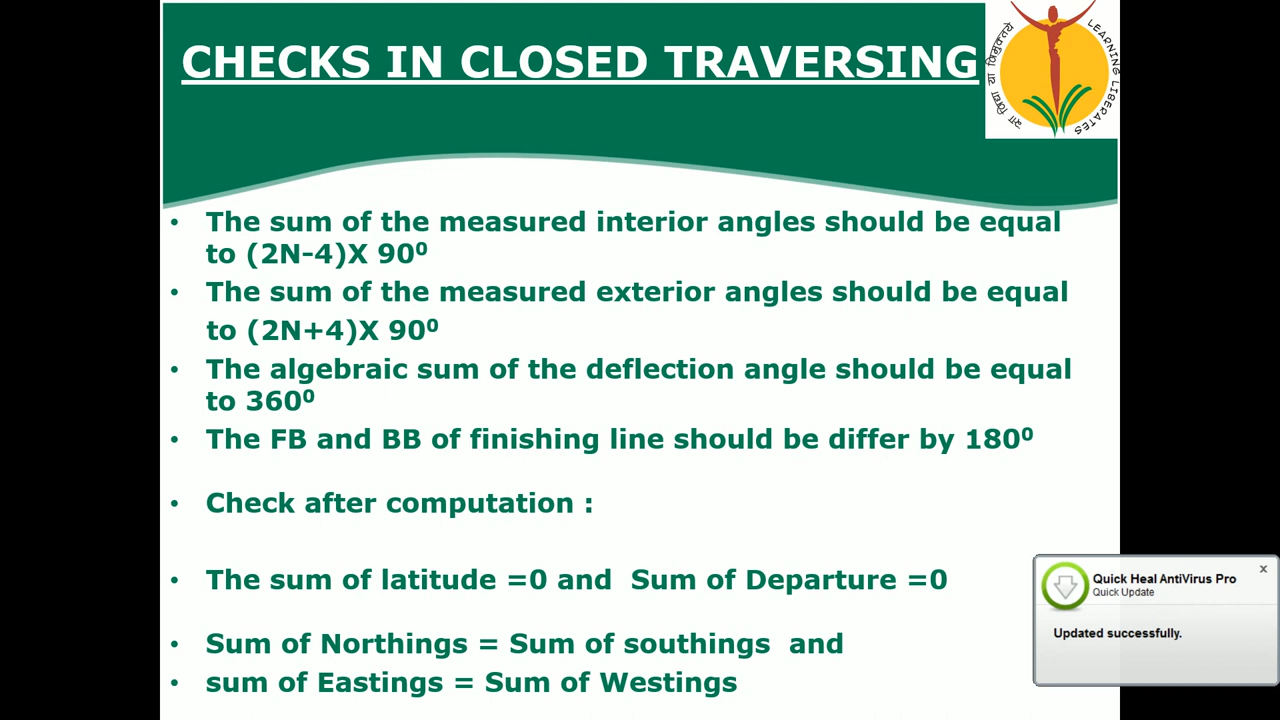 CHECKS IN CLOSED TRAVERSING
सा विद्या या विमुक्तये
LEARNING LIBERATES
• The sum of the measured interior angles should be equal
to (2N-4)X 90⁰
• The sum of the measured exterior angles should be equal
to (2N+4)X 90⁰
• The algebraic sum of the deflection angle should be equal
to 360⁰
• The FB and BB of finishing line should be differ by 180⁰
• Check after computation :
• The sum of latitude =0 and Sum of Departure =0
• Sum of Northings = Sum of southings and
• sum of Eastings = Sum of Westings
Quick Heal AntiVirus Pro
Quick Update
Updated successfully.